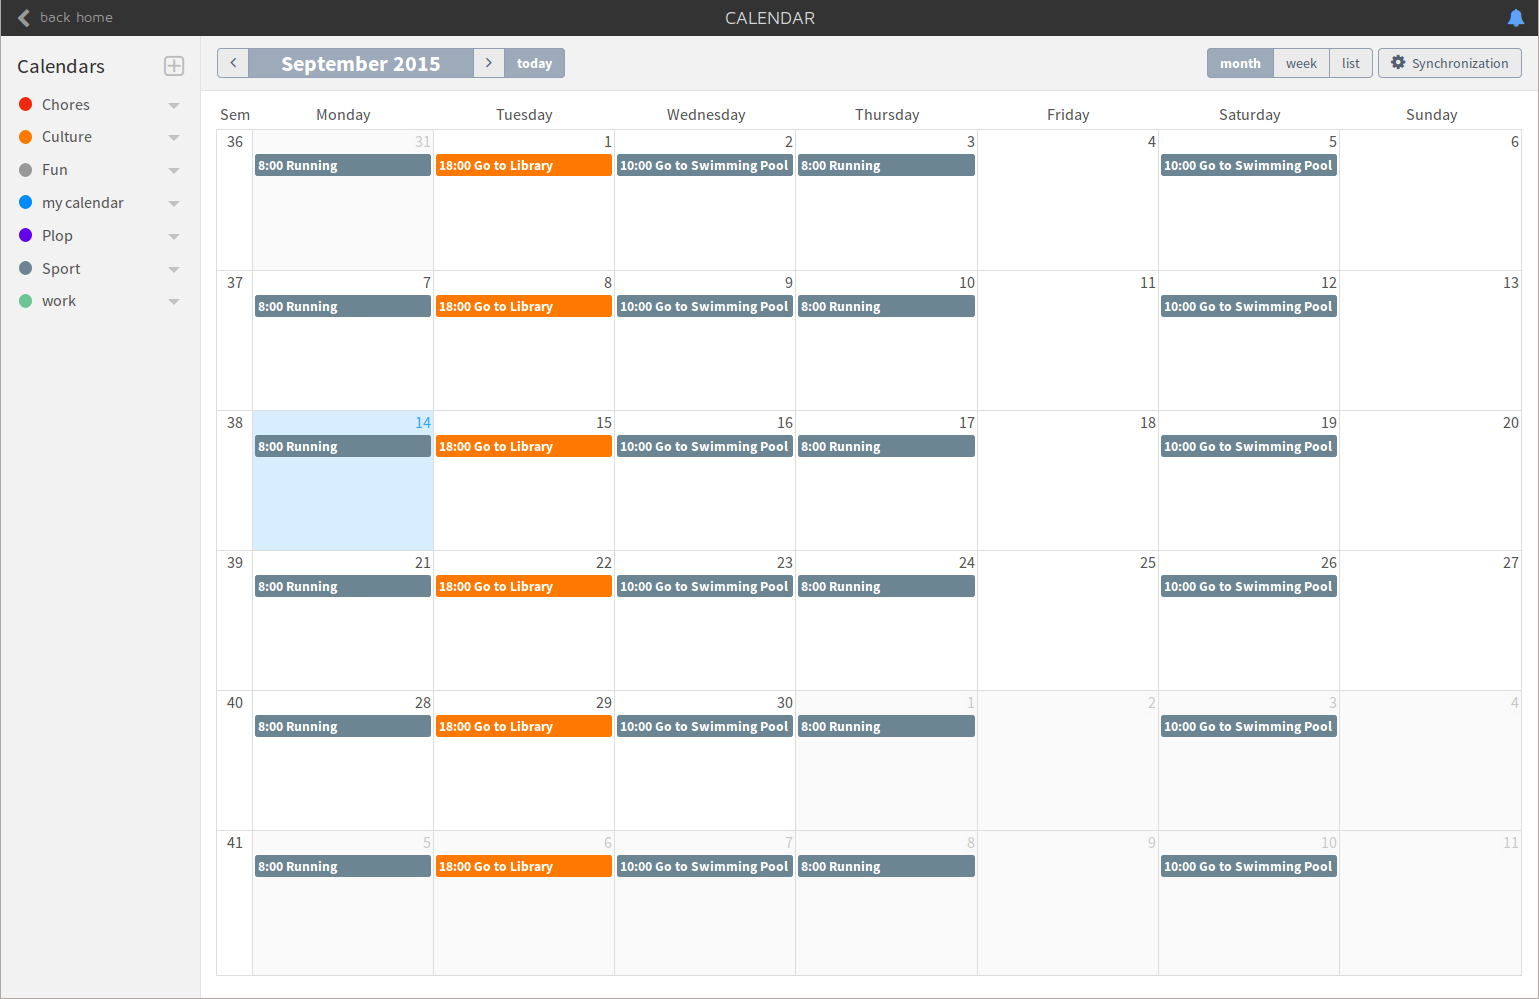 back home
CALENDAR
Calendars
Chores
Culture
Fun
my calendar
Plop
Sport
work
September 2015
today
month
week
list
Synchronization
Sem Monday Tuesday Wednesday Thursday Friday Saturday Sunday
36 31 1 2 3 4 5 6
8:00 Running 18:00 Go to Library 10:00 Go to Swimming Pool 8:00 Running 10:00 Go to Swimming Pool
37 7 8 9 10 11 12 13
8:00 Running 18:00 Go to Library 10:00 Go to Swimming Pool 8:00 Running 10:00 Go to Swimming Pool
38 14 15 16 17 18 19 20
8:00 Running 18:00 Go to Library 10:00 Go to Swimming Pool 8:00 Running 10:00 Go to Swimming Pool
39 21 22 23 24 25 26 27
8:00 Running 18:00 Go to Library 10:00 Go to Swimming Pool 8:00 Running 10:00 Go to Swimming Pool
40 28 29 30 1 2 3 4
8:00 Running 18:00 Go to Library 10:00 Go to Swimming Pool 8:00 Running 10:00 Go to Swimming Pool
41 5 6 7 8 9 10 11
8:00 Running 18:00 Go to Library 10:00 Go to Swimming Pool 8:00 Running 10:00 Go to Swimming Pool